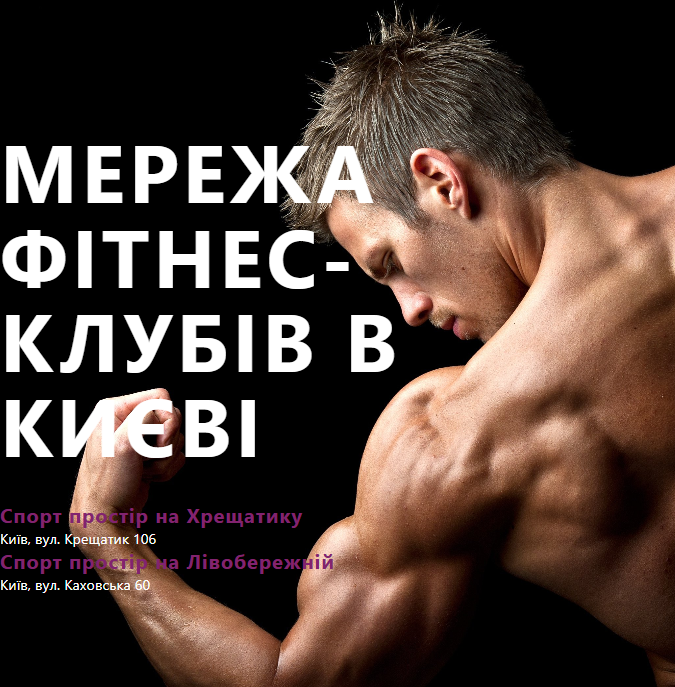 МЕРЕЖА
ФІТНЕС-
КЛУБІВ В
КИЄВІ
Спорт простір на Хрещатику
Київ, вул. Крещатик 106
Спорт простір на Лівобережній
Київ, вул. Каховська 60